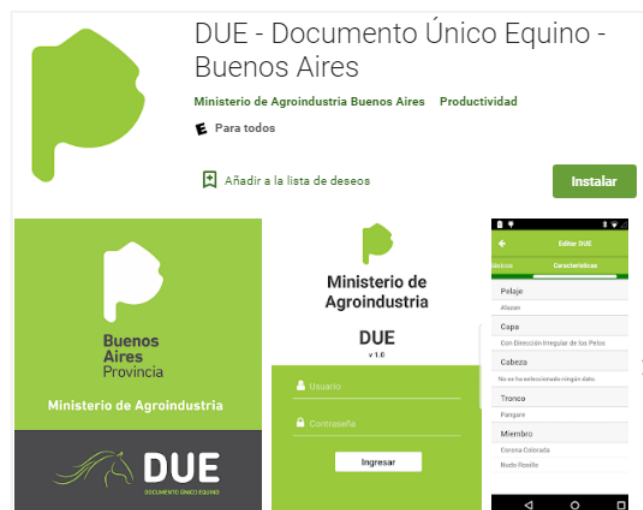 DUE - Documento Único Equino -
Buenos Aires
Ministerio de Agroindustria Buenos Aires Productividad
E Para todos
Añadir a la lista de deseos
Instalar
Buenos
Aires
Provincia
Ministerio de Agroindustria
DUE
DOCUMENTO ÚNICO EQUINO
Ministerio de
Agroindustria
DUE
v 1.0
Usuario
Contraseña
Ingresar
Editar DUE
Características
Pelaje
Alazan
Capa
Con Dirección Irregular de los Pelos
Cabeza
No se ha seleccionado ningún dato.
Tronco
Pangare
Miembro
Corona Colorada
Nudo Rosillo